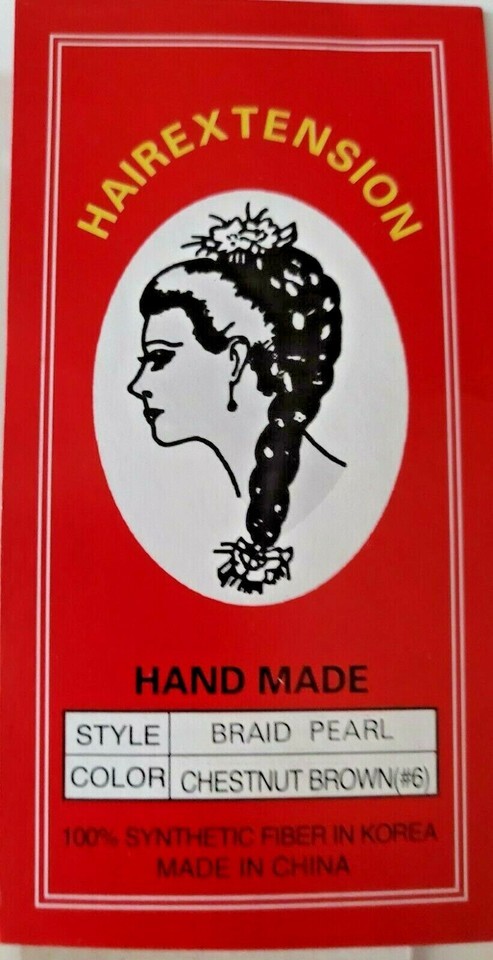 HAIREXTENSION
HAND MADE
STYLE BRAID PEARL
COLOR CHESTNUT BROWN(#6)
100% SYNTHETIC FIBER IN KOREA
MADE IN CHINA